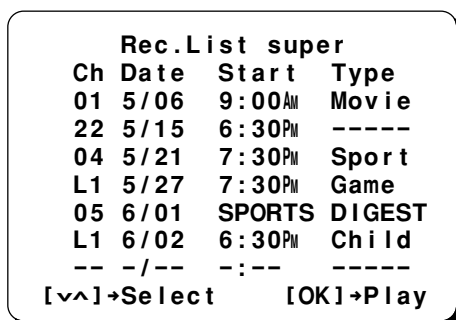 Rec.List super
Ch Date Start Type
01 5/06 9:00AM Movie
22 5/15 6:30PM -----
04 5/21 7:30PM Sport
L1 5/27 7:30PM Game
05 6/01 SPORTS DIGEST
L1 6/02 6:30PM Child
-- -/-- -:-- -----
[˅˄]→Select [OK]→Play